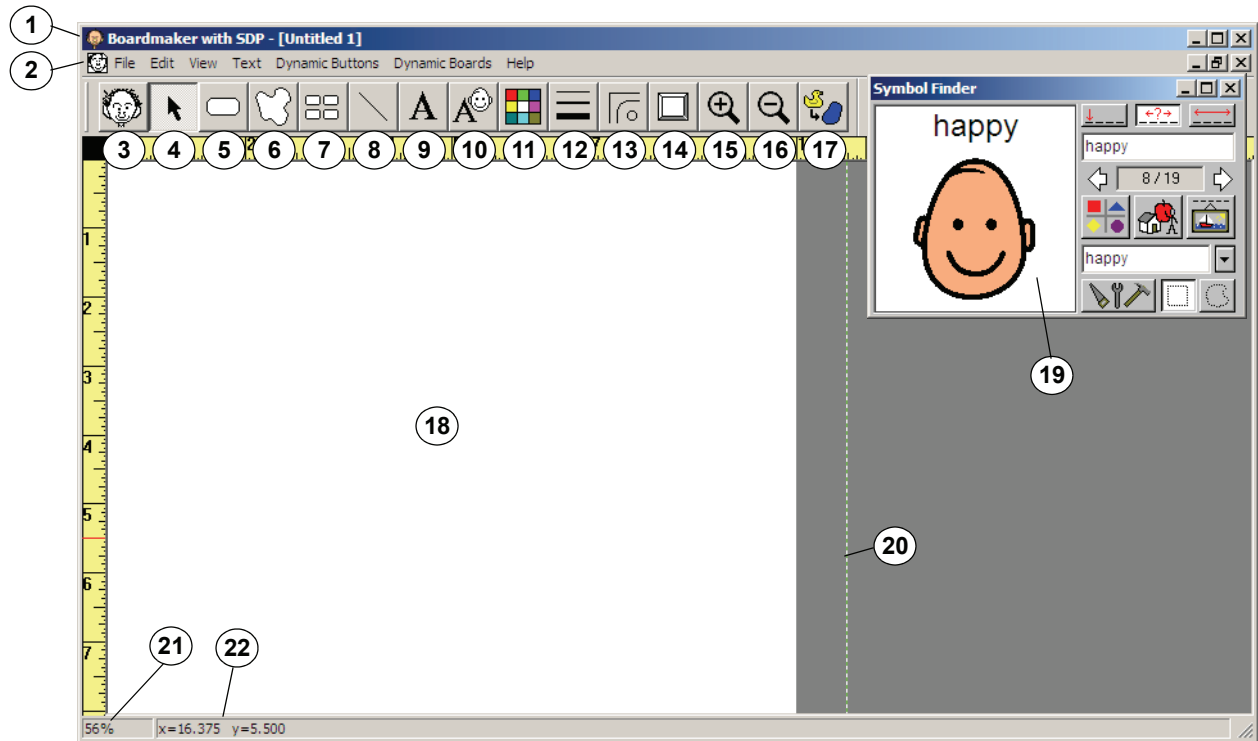 1
Boardmaker with SDP - [Untitled 1]
2
File Edit View Text Dynamic Buttons Dynamic Boards Help
Symbol Finder
A A
3 4 5 6 7 8 9 10 11 12 13 14 15 16 17
happy
happy
8 / 19
happy
1
2
3
4
5
6
7
19
18
20
21
22
56%
x=16.375 y=5.500